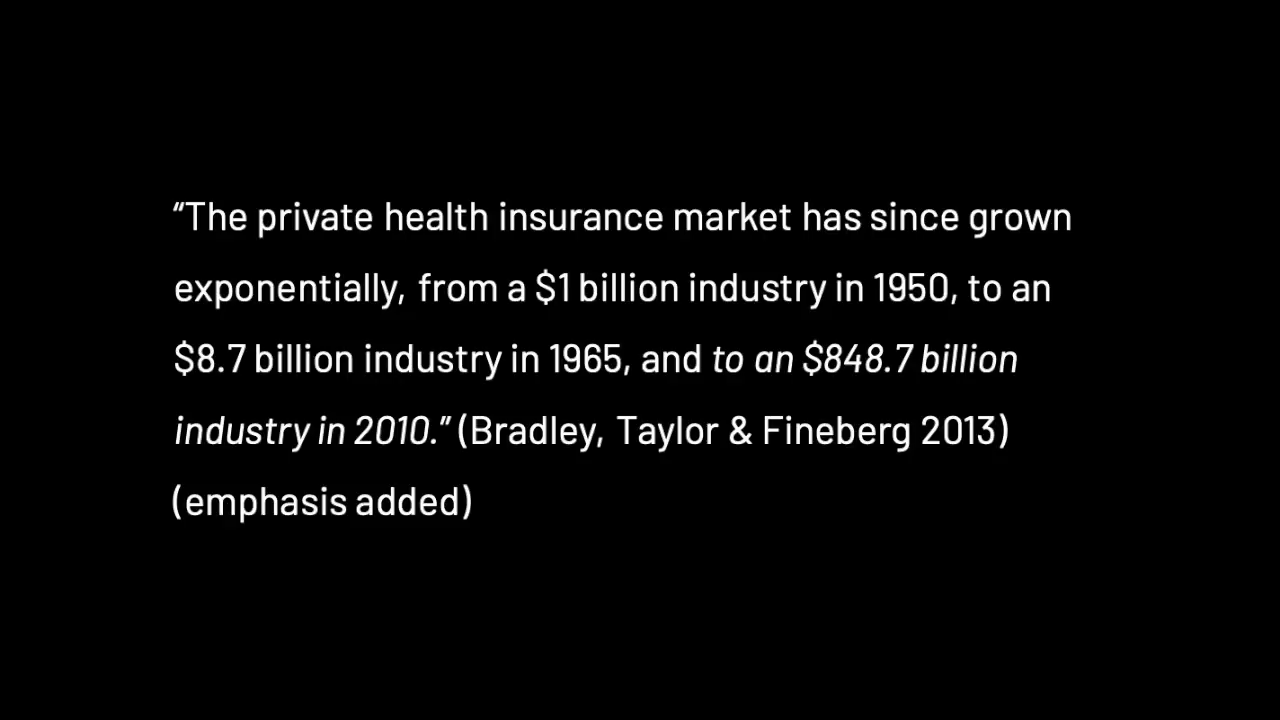 “The private health insurance market has since grown
exponentially, from a $1 billion industry in 1950, to an
$8.7 billion industry in 1965, and to an $848.7 billion
industry in 2010.” (Bradley, Taylor & Fineberg 2013)
(emphasis added)